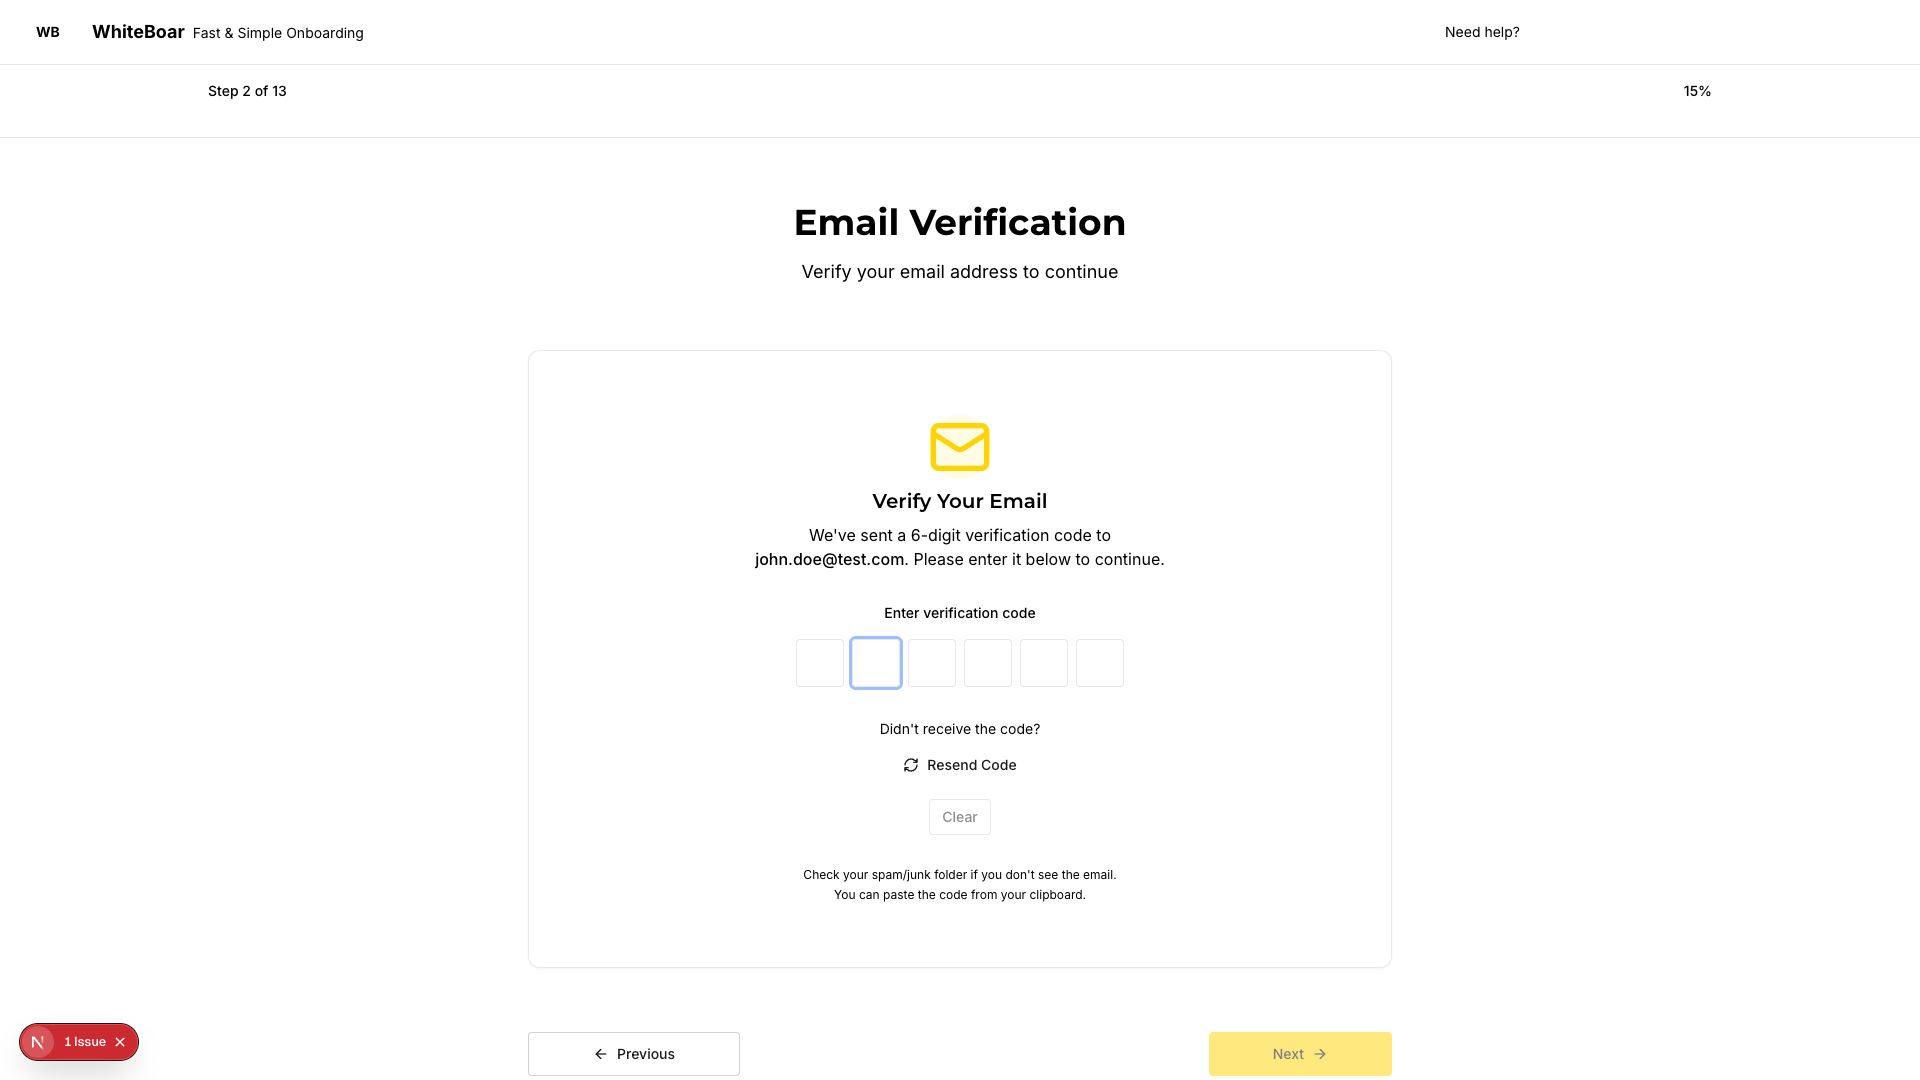 WB
WhiteBoar Fast & Simple Onboarding
Need help?
Step 2 of 13
15%
Email Verification
Verify your email address to continue
Verify Your Email
We've sent a 6-digit verification code to
john.doe@test.com. Please enter it below to continue.
Enter verification code
Didn't receive the code?
Resend Code
Clear
Check your spam/junk folder if you don't see the email.
You can paste the code from your clipboard.
N 1 Issue
Previous
Next